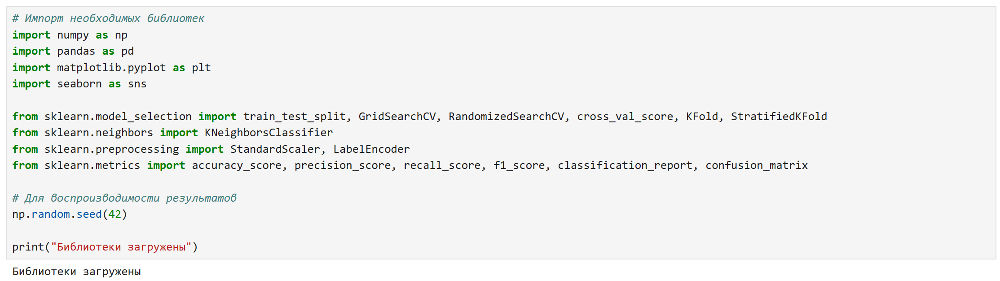 # Импорт необходимых библиотек
import numpy as np
import pandas as pd
import matplotlib.pyplot as plt
import seaborn as sns
from sklearn.model_selection import train_test_split, GridSearchCV, RandomizedSearchCV, cross_val_score, KFold, StratifiedKFold
from sklearn.neighbors import KNeighborsClassifier
from sklearn.preprocessing import StandardScaler, LabelEncoder
from sklearn.metrics import accuracy_score, precision_score, recall_score, f1_score, classification_report, confusion_matrix
# Для воспроизводимости результатов
np.random.seed(42)
print("Библиотеки загружены")
Библиотеки загружены